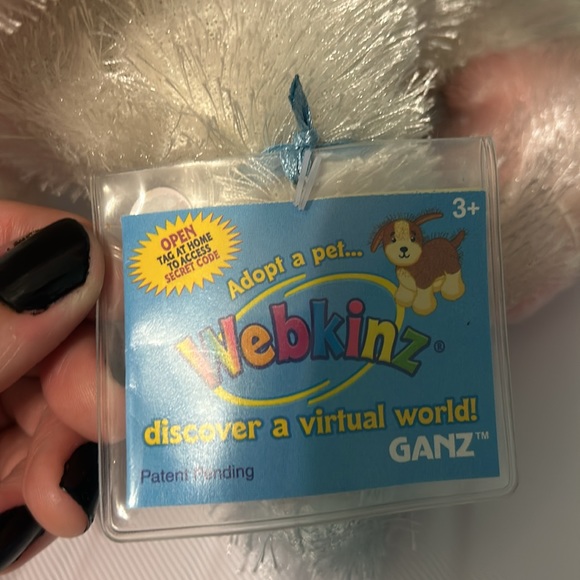 OPEN
TAG AT HOME
TO ACCESS
SECRET CODE
3+
Adopt a pet...
Webkinz®
discover a virtual world!
GANZ™
Patent Pending